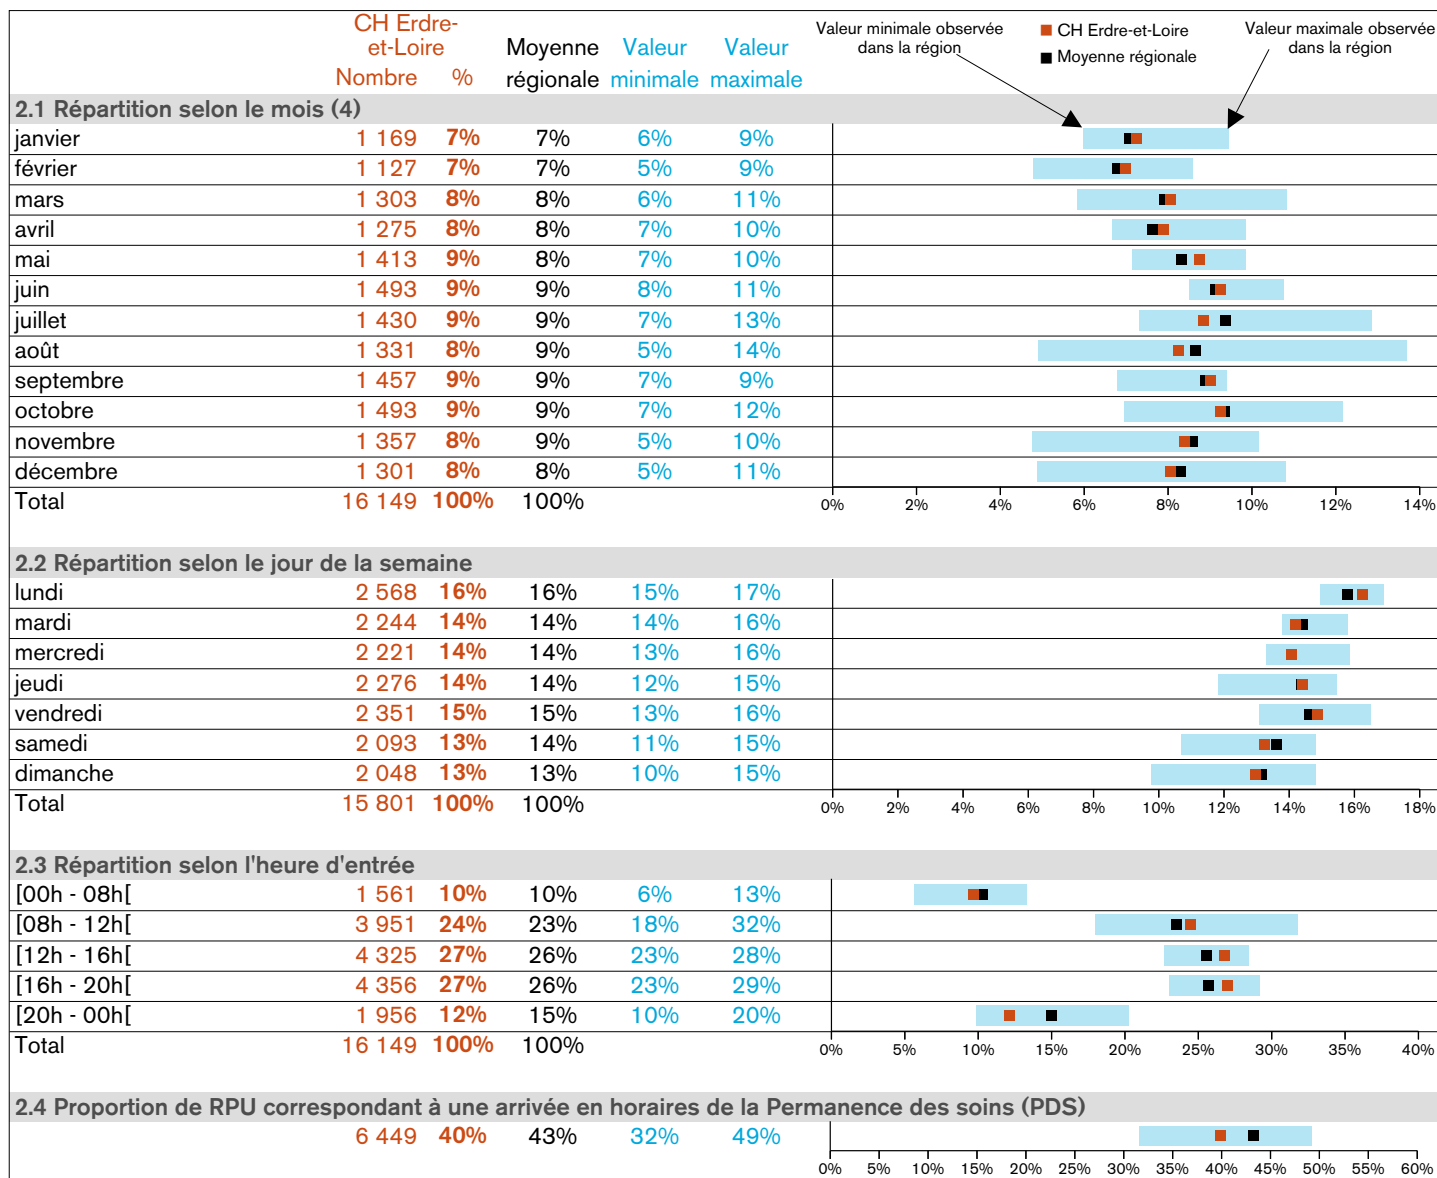 CH Erdre-
et-Loire
Nombre % Moyenne régionale Valeur minimale Valeur maximale
Valeur minimale observée
dans la région
CH Erdre-et-Loire
Moyenne régionale
Valeur maximale observée
dans la région
2.1 Répartition selon le mois (4)
janvier 1 169 7% 7% 6% 9%
février 1 127 7% 7% 5% 9%
mars 1 303 8% 8% 6% 11%
avril 1 275 8% 8% 7% 10%
mai 1 413 9% 8% 7% 10%
juin 1 493 9% 9% 8% 11%
juillet 1 430 9% 9% 7% 13%
août 1 331 8% 9% 5% 14%
septembre 1 457 9% 9% 7% 9%
octobre 1 493 9% 9% 7% 12%
novembre 1 357 8% 9% 5% 10%
décembre 1 301 8% 8% 5% 11%
Total 16 149 100% 100%
0% 2% 4% 6% 8% 10% 12% 14%
2.2 Répartition selon le jour de la semaine
lundi 2 568 16% 16% 15% 17%
mardi 2 244 14% 14% 14% 16%
mercredi 2 221 14% 14% 13% 16%
jeudi 2 276 14% 14% 12% 15%
vendredi 2 351 15% 15% 13% 16%
samedi 2 093 13% 14% 11% 15%
dimanche 2 048 13% 13% 10% 15%
Total 15 801 100% 100%
0% 2% 4% 6% 8% 10% 12% 14% 16% 18%
2.3 Répartition selon l'heure d'entrée
[00h - 08h[ 1 561 10% 10% 6% 13%
[08h - 12h[ 3 951 24% 23% 18% 32%
[12h - 16h[ 4 325 27% 26% 23% 28%
[16h - 20h[ 4 356 27% 26% 23% 29%
[20h - 00h[ 1 956 12% 15% 10% 20%
Total 16 149 100% 100%
0% 5% 10% 15% 20% 25% 30% 35% 40%
2.4 Proportion de RPU correspondant à une arrivée en horaires de la Permanence des soins (PDS)
6 449 40% 43% 32% 49%
0% 5% 10% 15% 20% 25% 30% 35% 40% 45% 50% 55% 60%